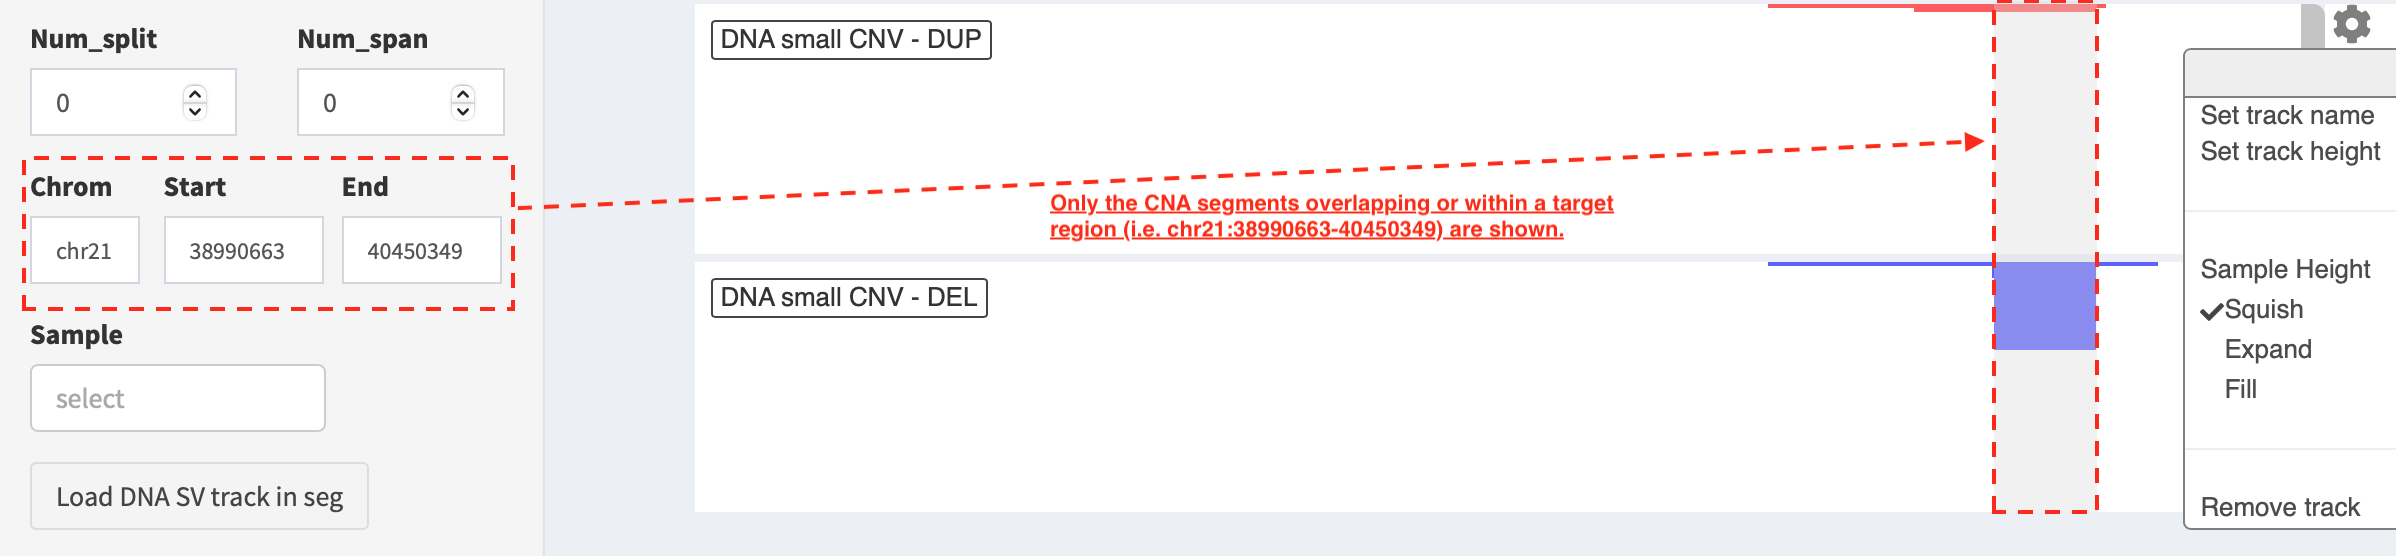 Num_split Num_span
0 0
Chrom Start End
chr21 38990663 40450349
Sample
select
Load DNA SV track in seg
DNA small CNV - DUP
Only the CNA segments overlapping or within a target
region (i.e. chr21:38990663-40450349) are shown.
DNA small CNV - DEL
Set track name
Set track height
Sample Height
Squish
Expand
Fill
Remove track